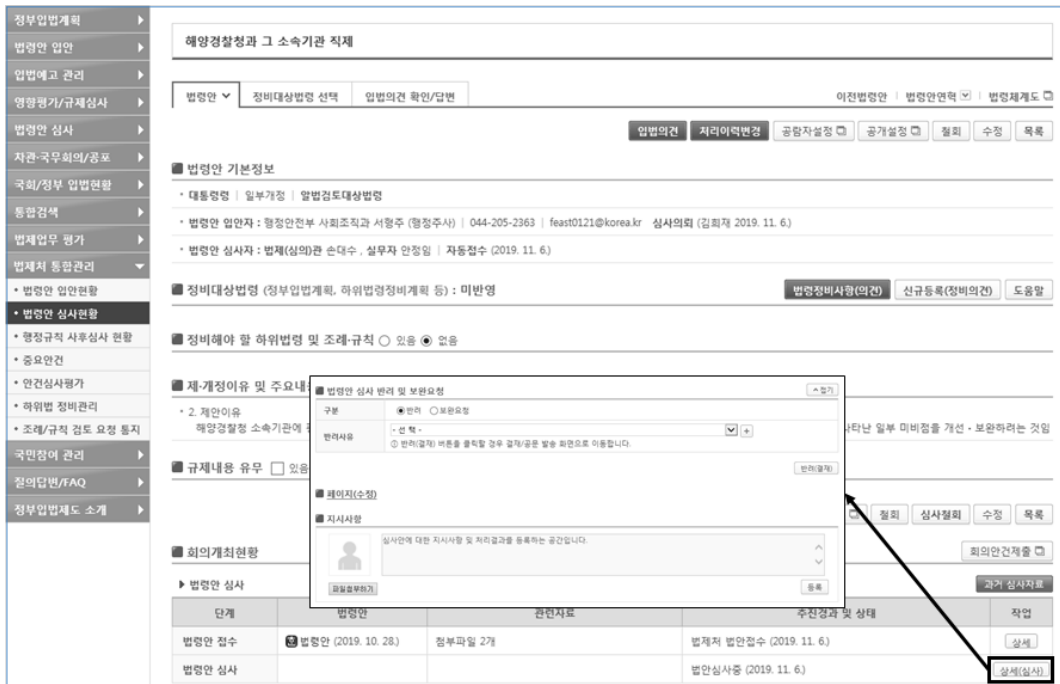 정부입법계획
법령안 입안
입법예고 관리
영향평가/규제심사
법령안 심사
차관·국무회의/공포
국회/정부 입법현황
통합검색
법제업무 평가
법제처 통합관리
• 법령안 입안현황
• 법령안 심사현황
• 행정규칙 사후심사 현황
• 중요안건
• 안건심사평가
• 하위법 정비관리
• 조례/규칙 검토 요청 통지
국민참여 관리
질의답변/FAQ
정부입법제도 소개
해양경찰청과 그 소속기관 직제
법령안 정비대상법령 선택 입법의견 확인/답변 이전법령안 | 법령안연혁 | 법령체계도
입법의견 처리이력변경 공람자설정 공개설정 철회 수정 목록
법령안 기본정보
• 대통령령 | 일부개정 | 알법검토대상법령
• 법령안 입안자 : 행정안전부 사회조직과 서형주 (행정주사) | 044-205-2363 | feast0121@korea.kr 심사의뢰 (김희재 2019. 11. 6.)
• 법령안 심사자 : 법제(심의)관 손대수 , 실무자 안정임 | 자동접수 (2019. 11. 6.)
정비대상법령 (정부입법계획, 하위법령정비계획 등) : 미반영 법령정비사항(의견) 신규등록(정비의견) 도움말
정비해야 할 하위법령 및 조례·규칙 있음 없음
제·개정이유 및 주요내
• 2. 제안이유
해양경찰청 소속기관에 나타난 일부 미비점을 개선・보완하려는 것임
규제내용 유무 있음
철회 심사철회 수정 목록
법령안 심사 반려 및 보완요청 접기
구분 반려 보완요청
반려사유 - 선 택 - +
① 반려(결재) 버튼을 클릭할 경우 결재/공문 발송 화면으로 이동합니다.
반려(결재)
페이지(수정)
지시사항
심사안에 대한 지시사항 및 처리결과를 등록하는 공간입니다.
파일첨부하기 등록
회의개최현황 회의안건제출
▶ 법령안 심사 과거 심사자료
단계 법령안 관련자료 추진경과 및 상태 작업
법령안 접수 법령안 (2019. 10. 28.) 첨부파일 2개 법제처 법안접수 (2019. 11. 6.) 상세
법령안 심사 법안심사중 (2019. 11. 6.) 상세(심사)